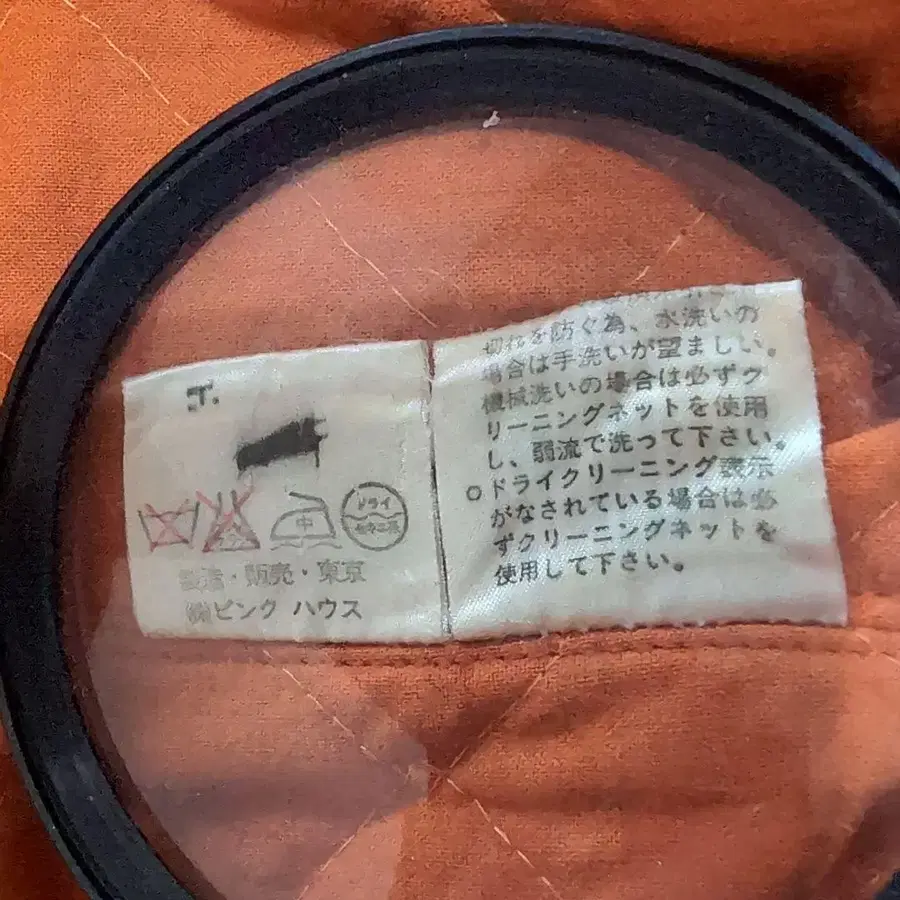 .T.
中
ドライ
セキユ系
製造・販売・東京
㈱ピンク ハウス
切れを防ぐ為、水洗いの
場合は手洗いが望ましい。
機械洗いの場合は必ずク
リーニングネットを使用
し、弱流で洗って下さい。
○ドライクリーニング表示
がなされている場合は必
ずクリーニングネットを
使用して下さい。